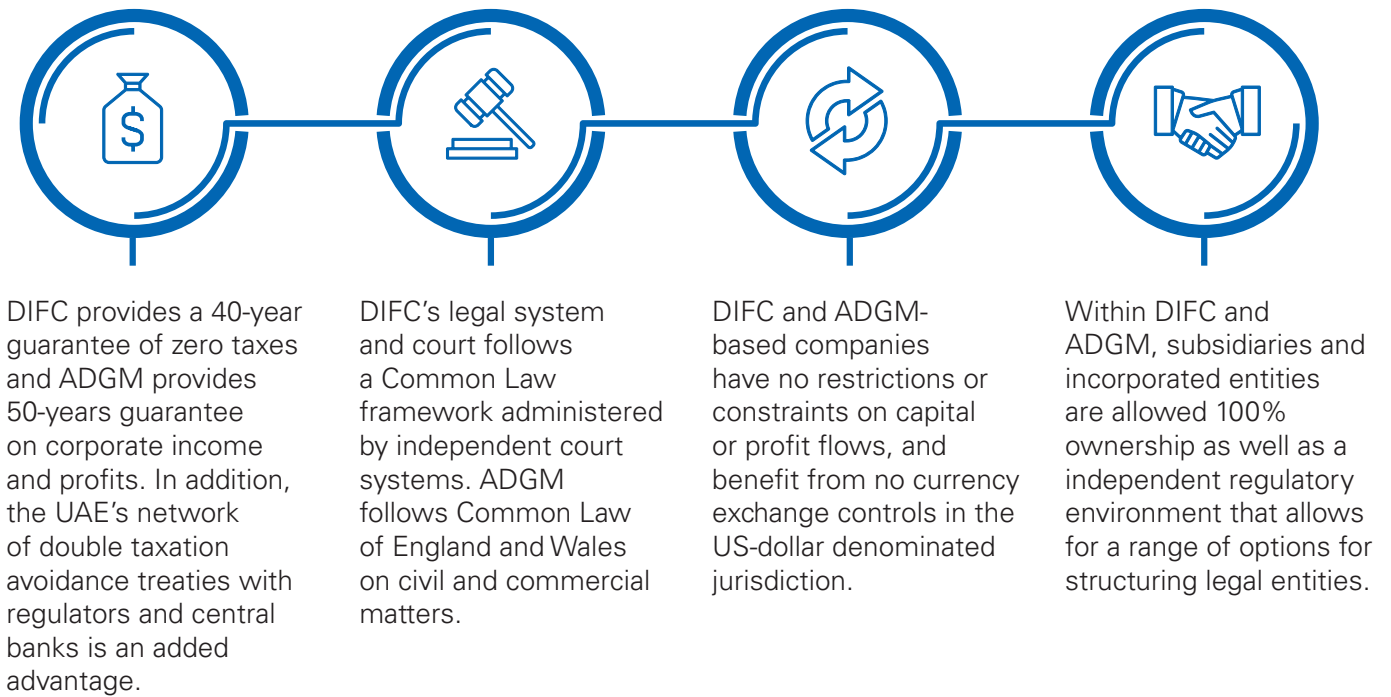 $
DIFC provides a 40-year
guarantee of zero taxes
and ADGM provides
50-years guarantee
on corporate income
and profits. In addition,
the UAE's network
of double taxation
avoidance treaties with
regulators and central
banks is an added
advantage.
DIFC's legal system
and court follows
a Common Law
framework administered
by independent court
systems. ADGM
follows Common Law
of England and Wales
on civil and commercial
matters.
DIFC and ADGM-
based companies
have no restrictions or
constraints on capital
or profit flows, and
benefit from no currency
exchange controls in the
US-dollar denominated
jurisdiction.
Within DIFC and
ADGM, subsidiaries and
incorporated entities
are allowed 100%
ownership as well as a
independent regulatory
environment that allows
for a range of options for
structuring legal entities.